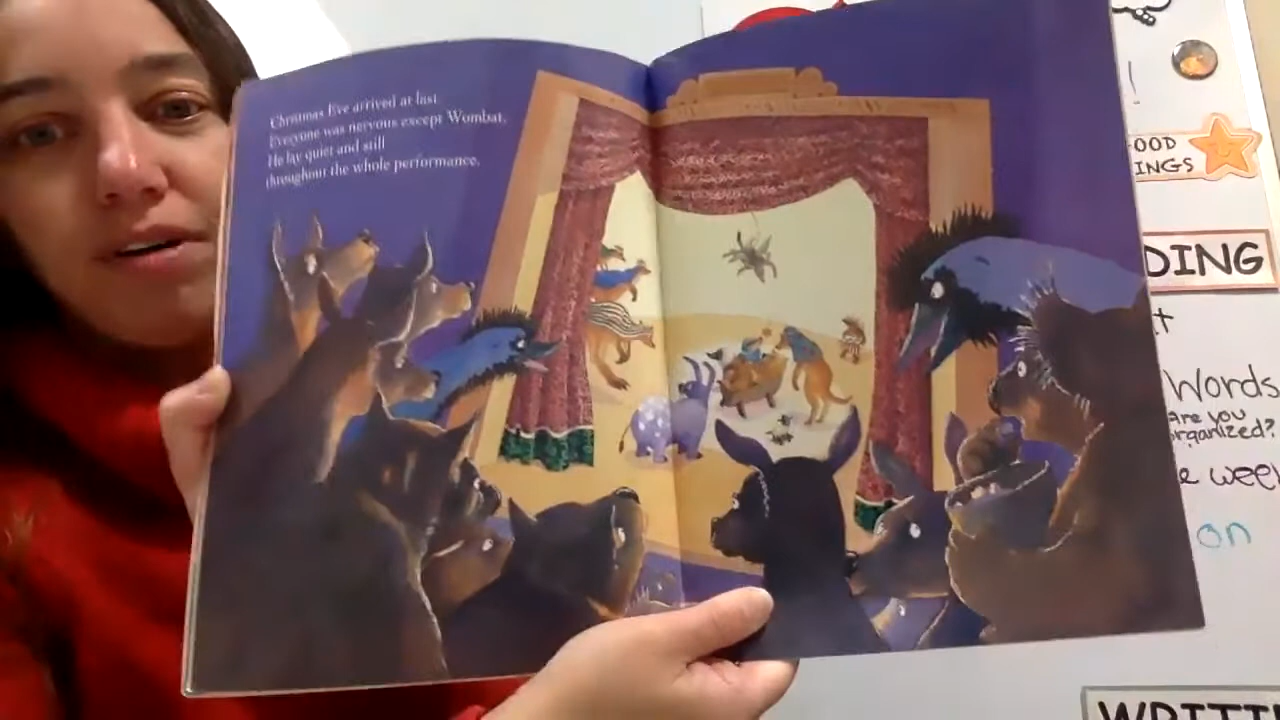 Christmas Eve arrived at last.
Everyone was nervous except Wombat.
He lay quiet and still
throughout the whole performance.
!
OOD
INGS
DING
Words
Are you
organized?
week
on
WRITI